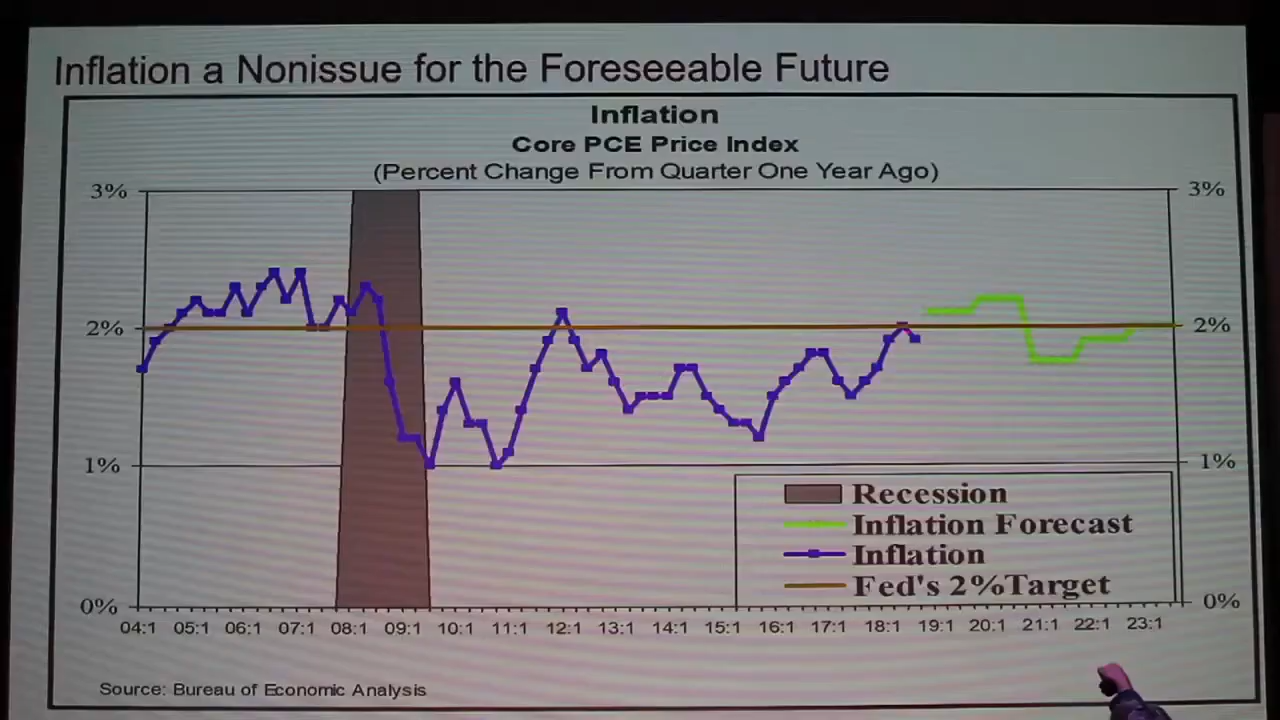 Inflation a Nonissue for the Foreseeable Future
Inflation
Core PCE Price Index
(Percent Change From Quarter One Year Ago)
3% 3%
2% 2%
1% 1%
0% 0%
Recession
Inflation Forecast
Inflation
Fed's 2%Target
04:1 05:1 06:1 07:1 08:1 09:1 10:1 11:1 12:1 13:1 14:1 15:1 16:1 17:1 18:1 19:1 20:1 21:1 22:1 23:1
Source: Bureau of Economic Analysis